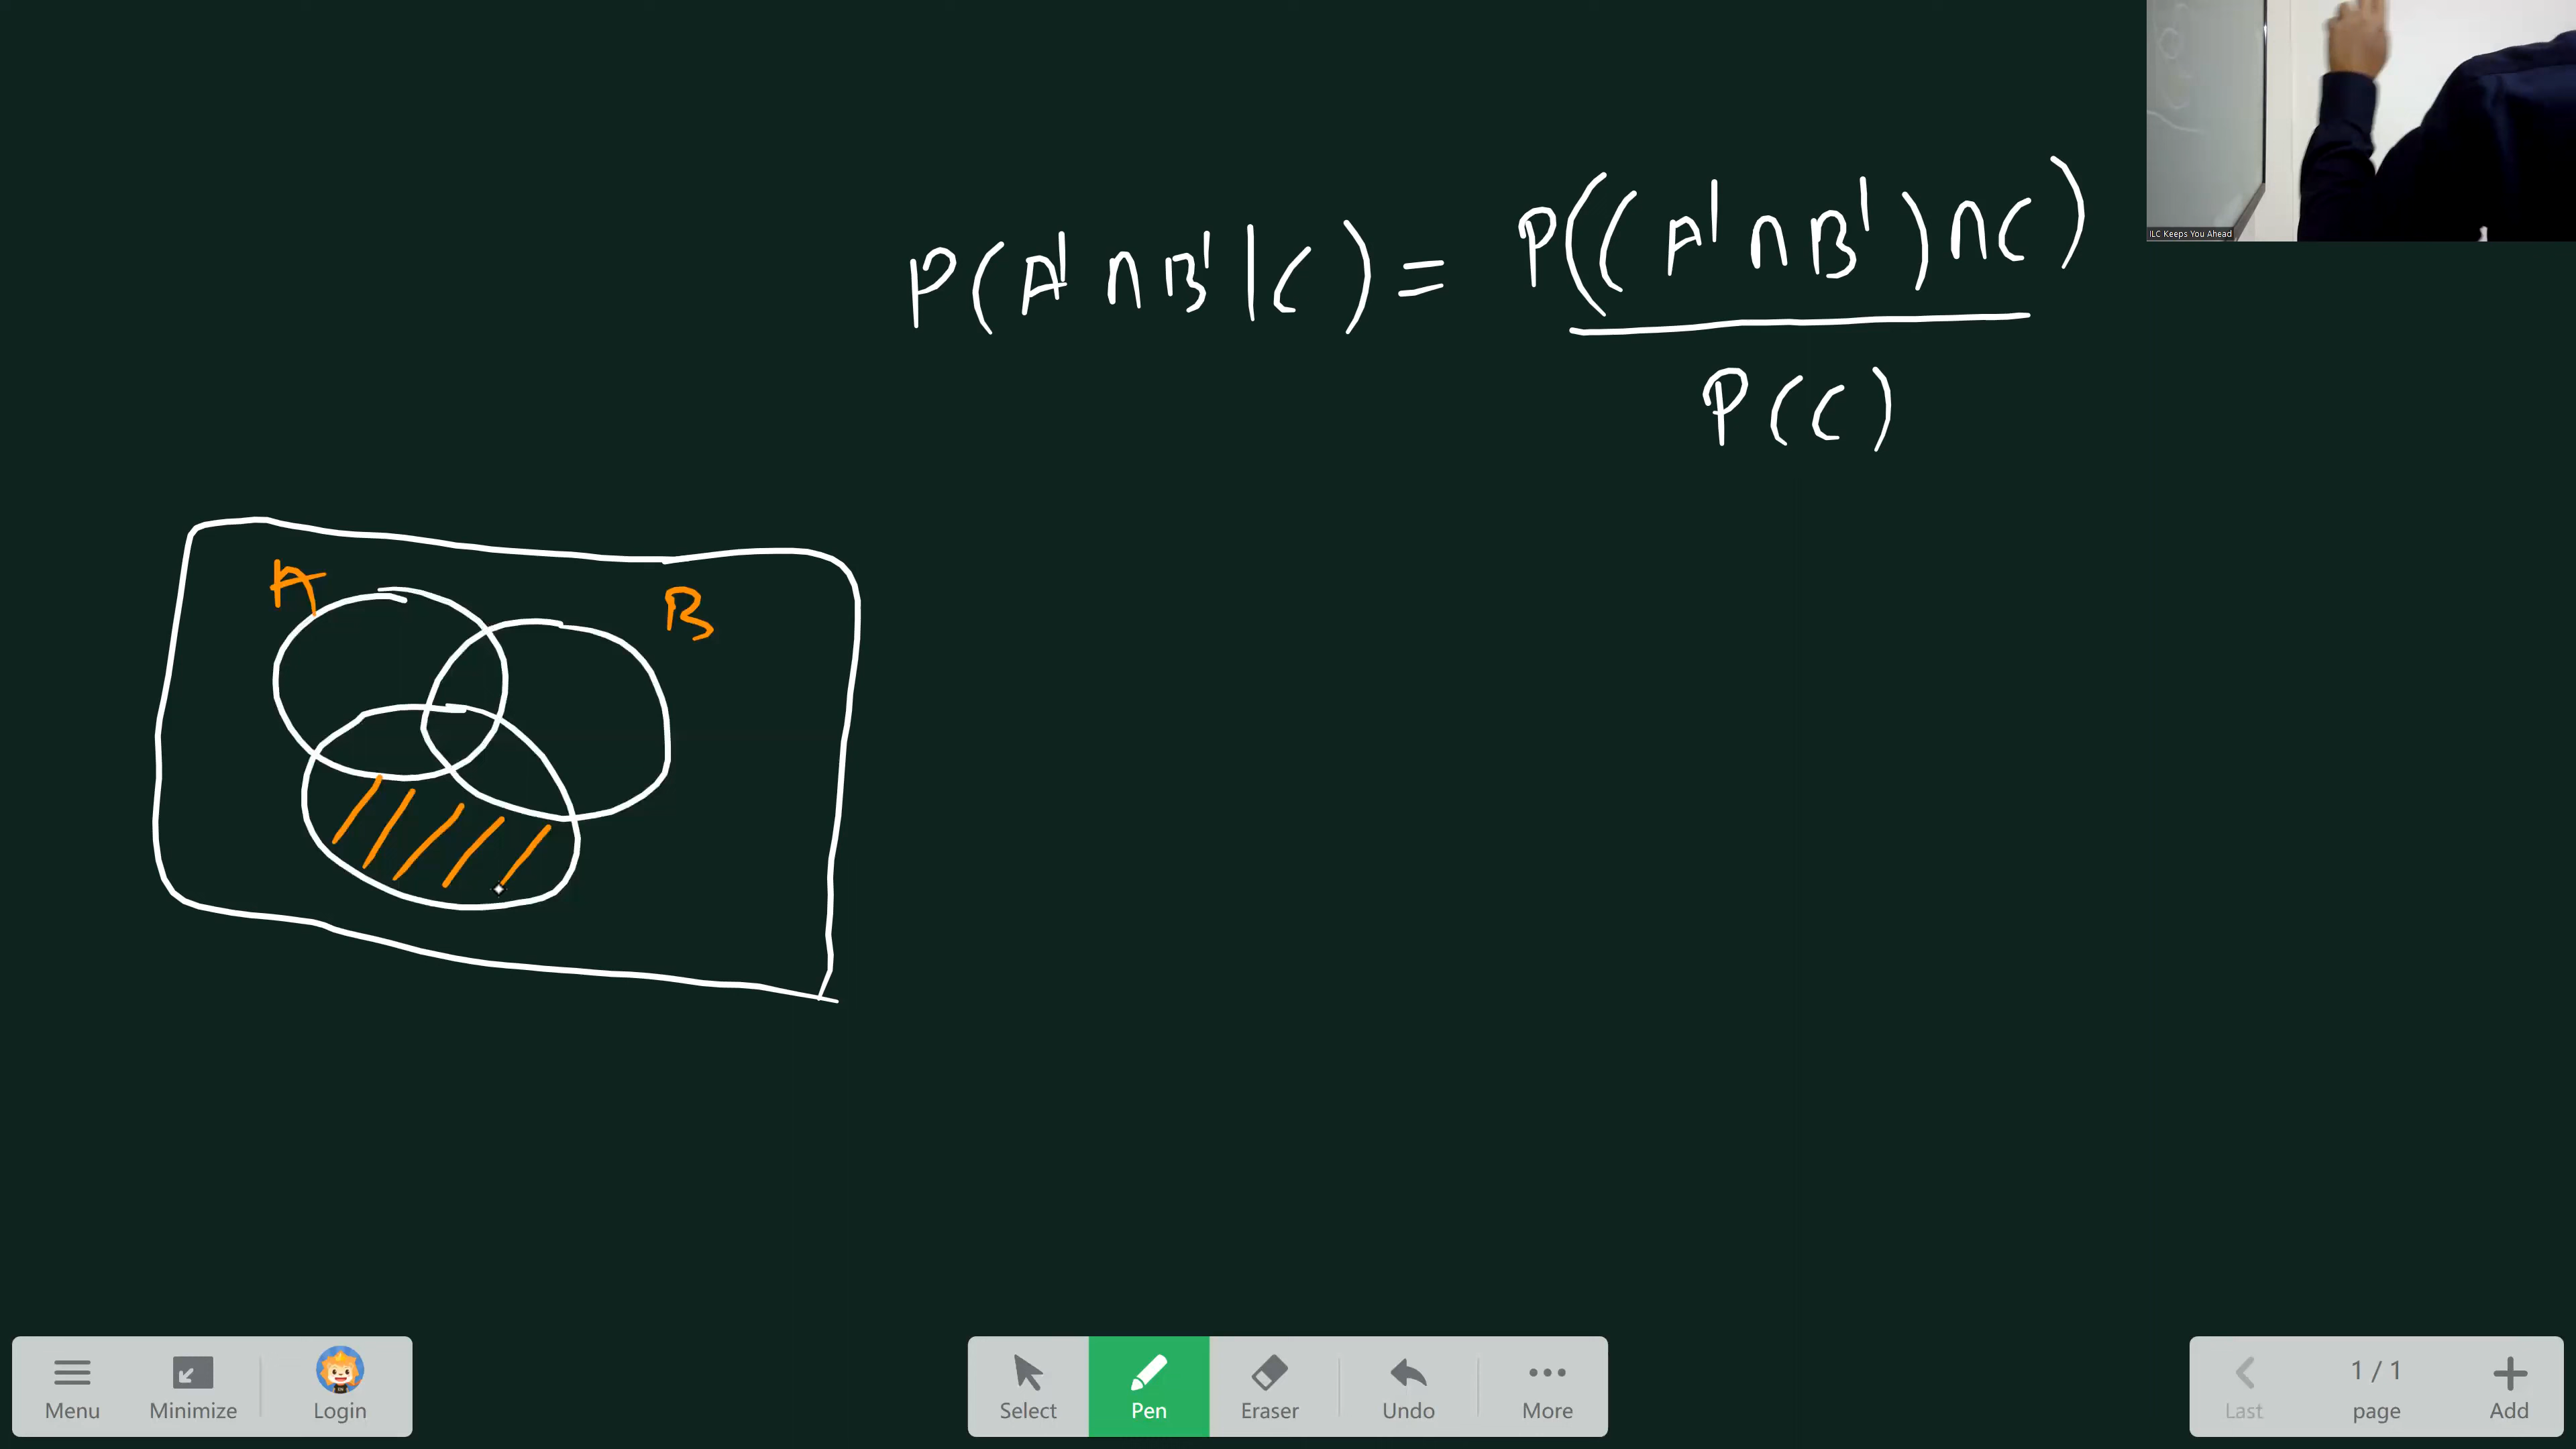 ILC Keeps You Ahead
P(A'∩B'|C) = P((A'∩B')∩C)
P(C)
A
B
Menu
Minimize
Login
Select
Pen
Eraser
Undo
More
Last
1 / 1
page
Add